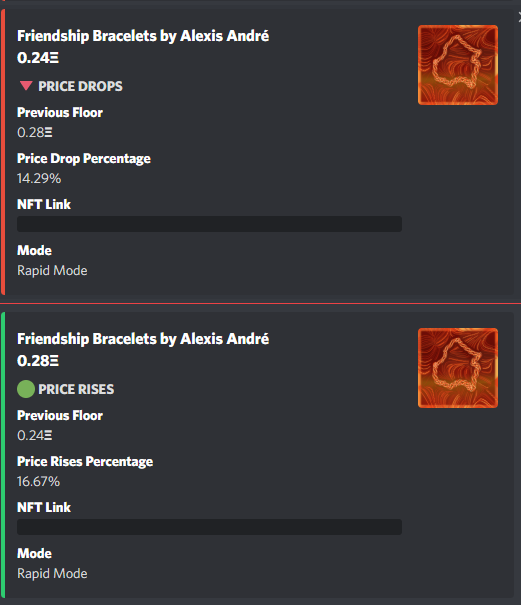 Friendship Bracelets by Alexis André
0.24Ξ
🔻 PRICE DROPS
Previous Floor
0.28Ξ
Price Drop Percentage
14.29%
NFT Link
Mode
Rapid Mode
Friendship Bracelets by Alexis André
0.28Ξ
🟢 PRICE RISES
Previous Floor
0.24Ξ
Price Rises Percentage
16.67%
NFT Link
Mode
Rapid Mode